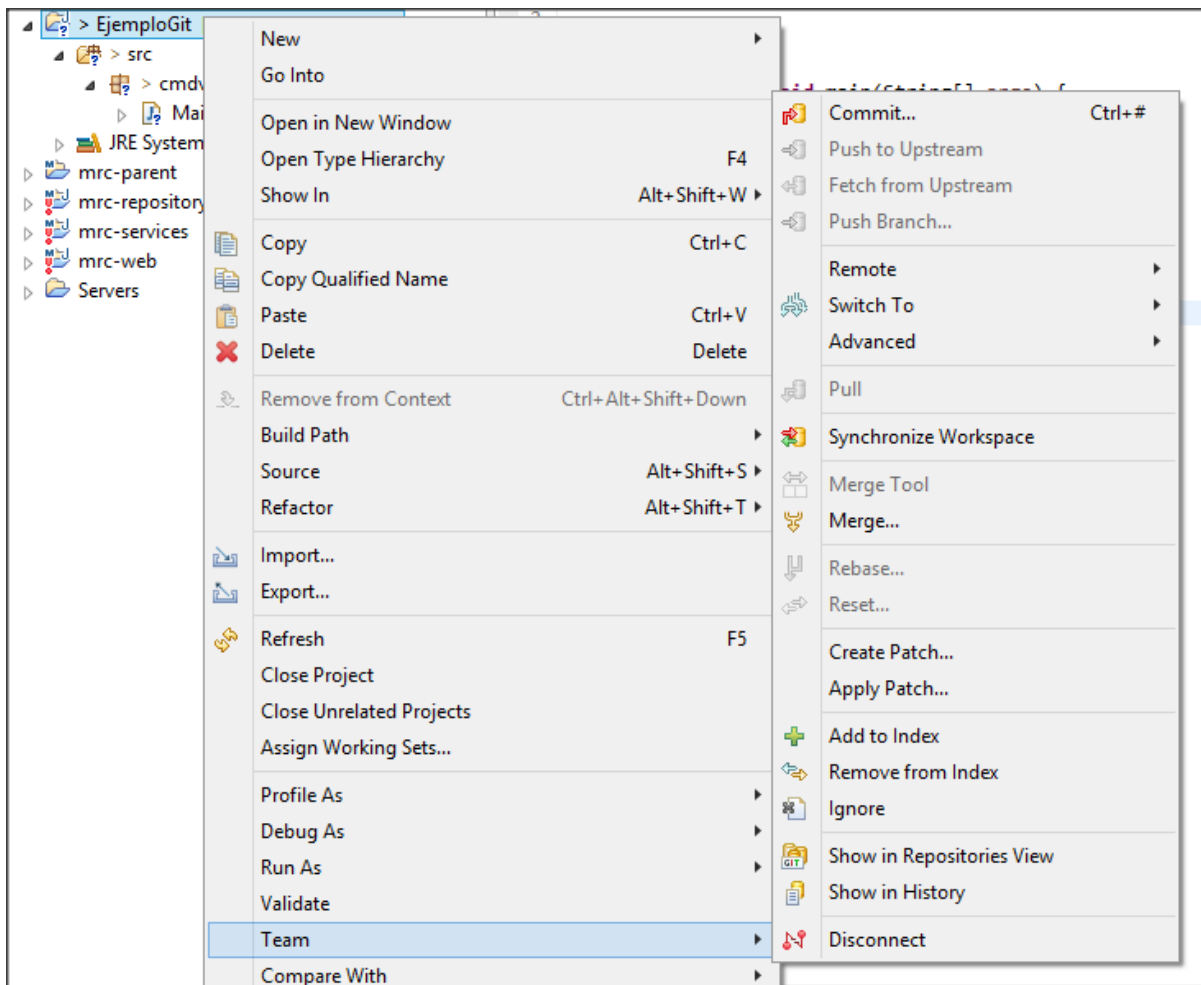 > EjemploGit
> src
> cmdv
Mai
JRE System
mrc-parent
mrc-repository
mrc-services
mrc-web
Servers
main(String[] args) {
New
Go Into
Open in New Window
Open Type Hierarchy F4
Show In Alt+Shift+W
Copy Ctrl+C
Copy Qualified Name
Paste Ctrl+V
Delete Delete
Remove from Context Ctrl+Alt+Shift+Down
Build Path
Source Alt+Shift+S
Refactor Alt+Shift+T
Import...
Export...
Refresh F5
Close Project
Close Unrelated Projects
Assign Working Sets...
Profile As
Debug As
Run As
Validate
Team
Compare With
Commit... Ctrl+#
Push to Upstream
Fetch from Upstream
Push Branch...
Remote
Switch To
Advanced
Pull
Synchronize Workspace
Merge Tool
Merge...
Rebase...
Reset...
Create Patch...
Apply Patch...
Add to Index
Remove from Index
Ignore
GIT Show in Repositories View
Show in History
Disconnect